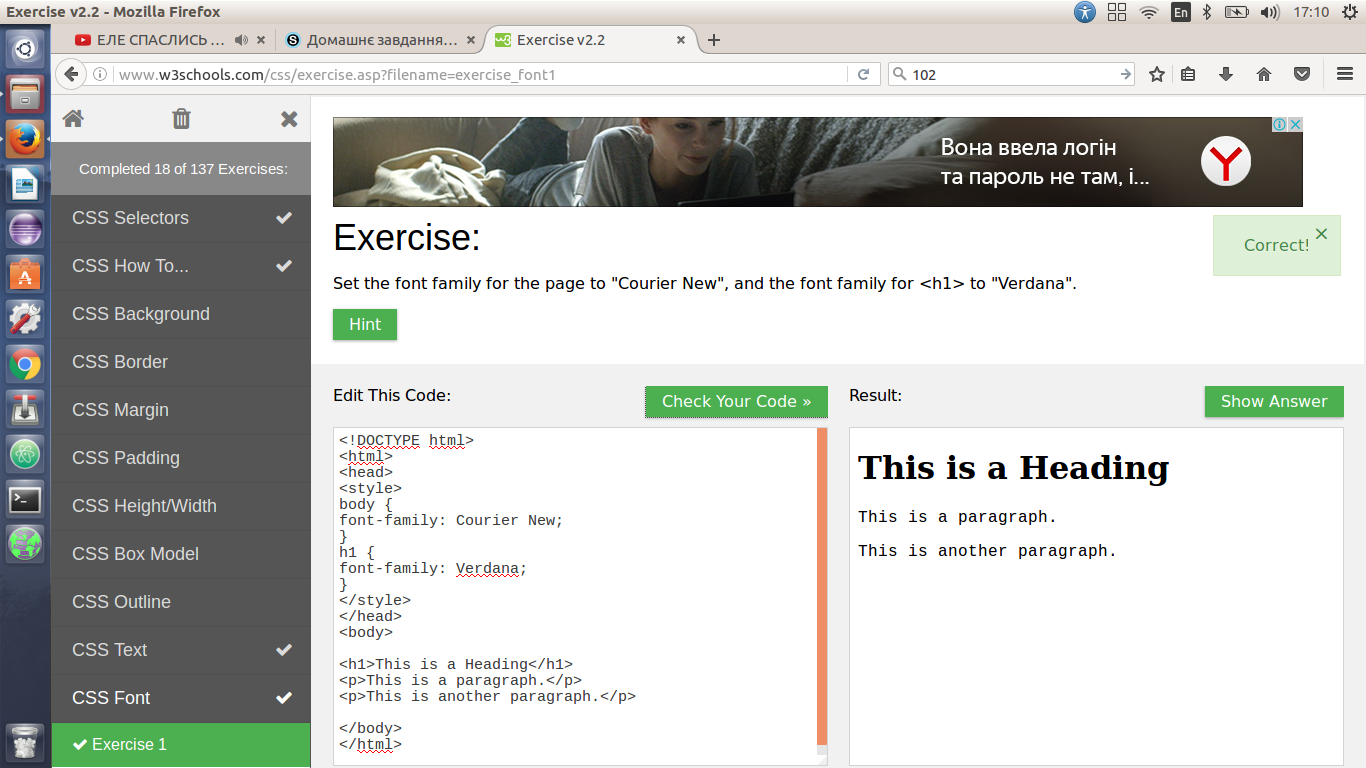 Exercise v2.2 - Mozilla Firefox
En
17:10
ЕЛЕ СПАСЛИСЬ ...
Домашнє завдання...
Exercise v2.2
www.w3schools.com/css/exercise.asp?filename=exercise_font1
102
Completed 18 of 137 Exercises:
CSS Selectors
CSS How To...
CSS Background
CSS Border
CSS Margin
CSS Padding
CSS Height/Width
CSS Box Model
CSS Outline
CSS Text
CSS Font
Exercise 1
Вона ввела логін
та пароль не там, і...
Exercise:
Correct!
Set the font family for the page to "Courier New", and the font family for <h1> to "Verdana".
Hint
Edit This Code:
Check Your Code »
<!DOCTYPE html>
<html>
<head>
<style>
body {
font-family: Courier New;
}
h1 {
font-family: Verdana;
}
</style>
</head>
<body>
<h1>This is a Heading</h1>
<p>This is a paragraph.</p>
<p>This is another paragraph.</p>
</body>
</html>
Result:
Show Answer
This is a Heading
This is a paragraph.
This is another paragraph.